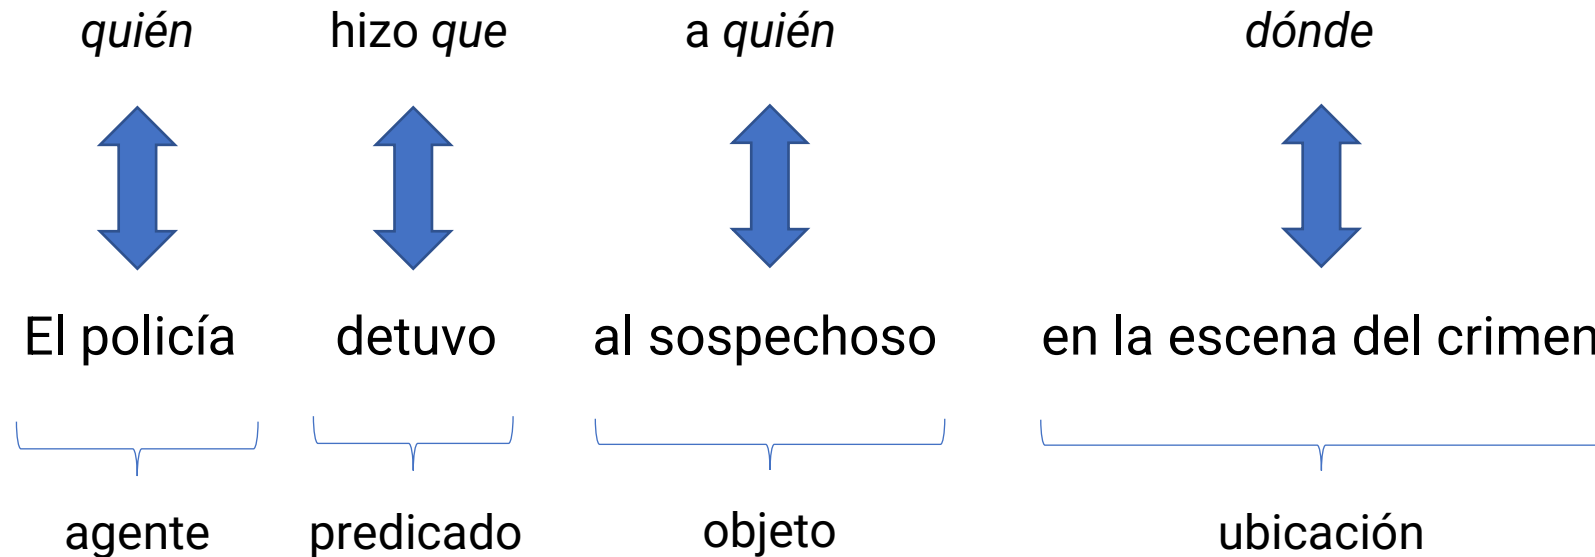 quién hizo que a quién dónde
El policía detuvo al sospechoso en la escena del crimen
agente predicado objeto ubicación